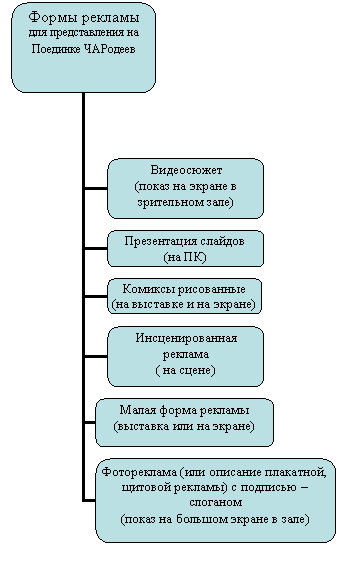 Формы рекламы
для представления на
Поединке ЧАРодеев
Видеосюжет
(показ на экране в
зрительном зале)
Презентация слайдов
(на ПК)
Комиксы рисованные
(на выставке и на экране)
Инсценированная
реклама
( на сцене)
Малая форма рекламы
(выставка или на экране)
Фотореклама (или описание плакатной,
щитовой рекламы) с подписью –
слоганом
(показ на большом экране в зале)